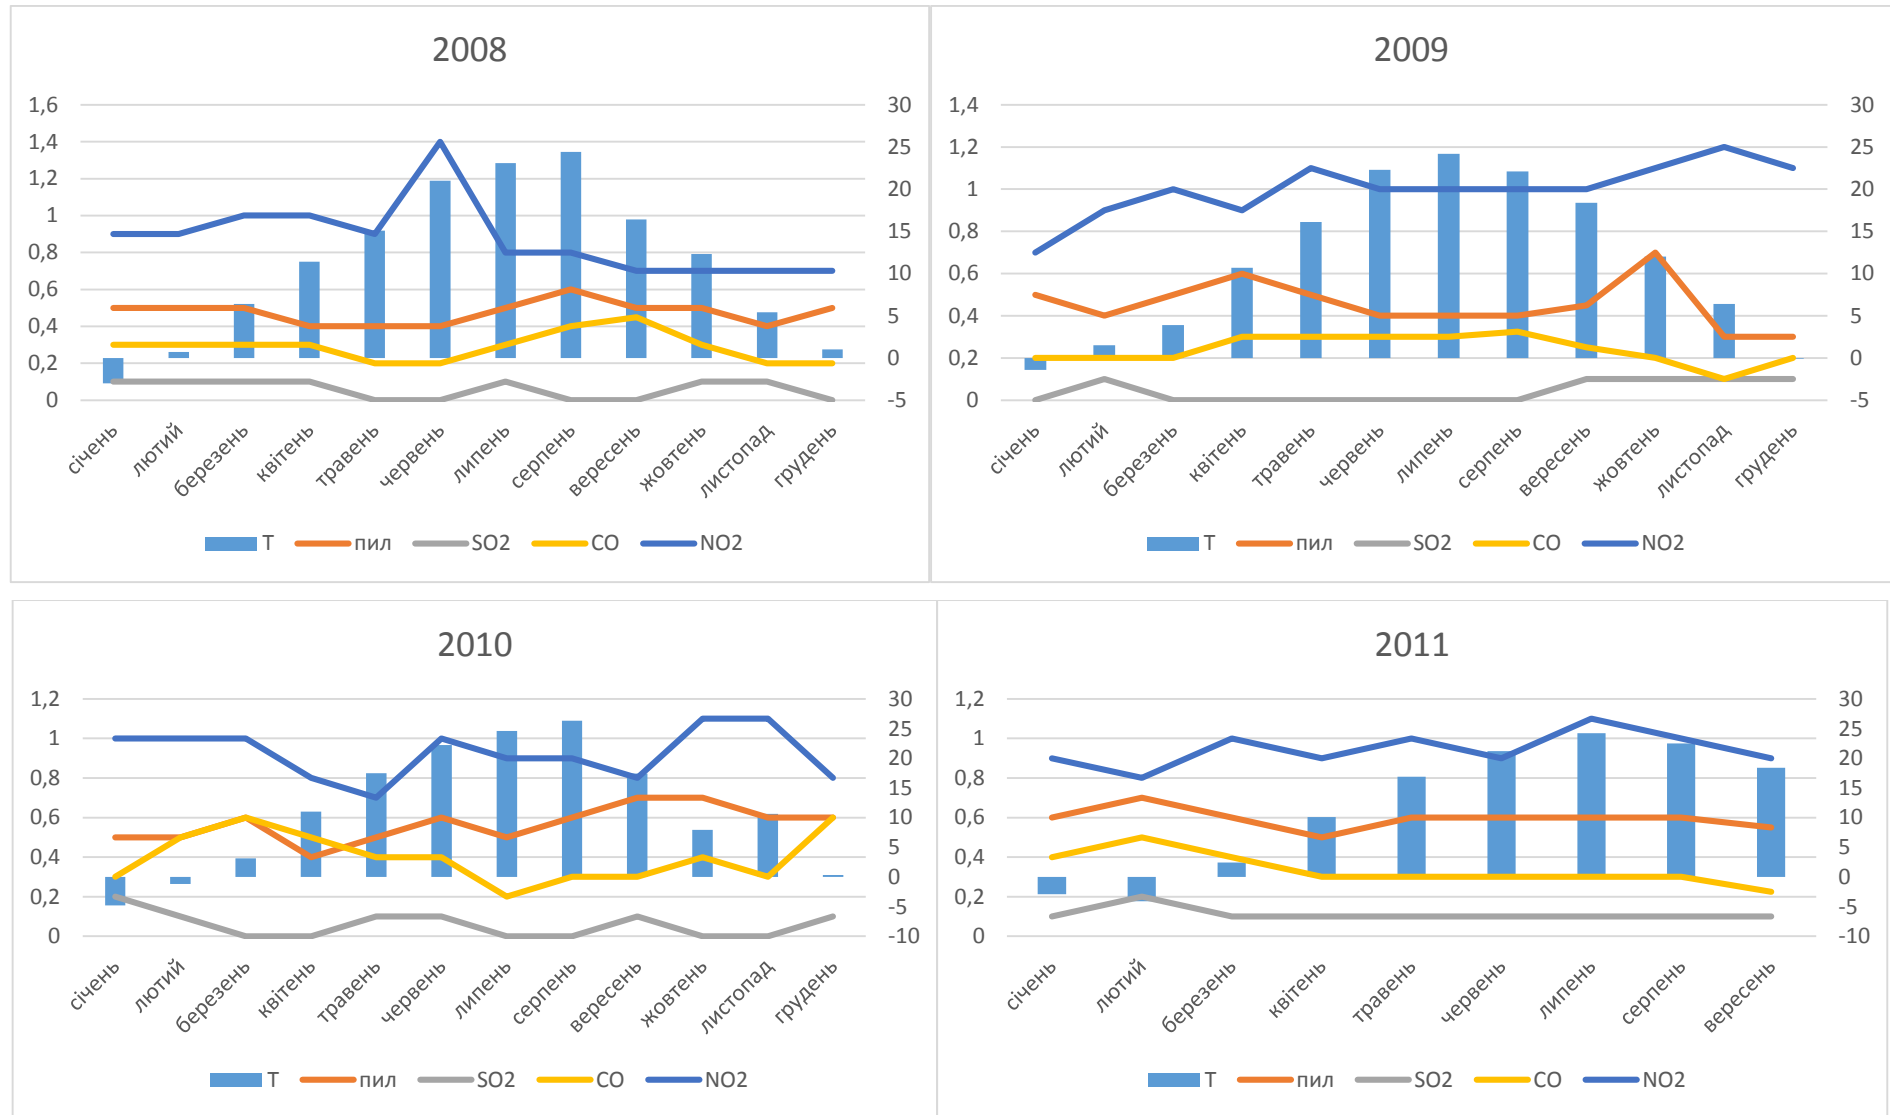 2008
1,6
1,4
1,2
1
0,8
0,6
0,4
0,2
0
30
25
20
15
10
5
0
-5
січень
лютий
березень
квітень
травень
червень
липень
серпень
вересень
жовтень
листопад
грудень
Т пил SO2 CO NO2
2009
1,4
1,2
1
0,8
0,6
0,4
0,2
0
30
25
20
15
10
5
0
-5
січень
лютий
березень
квітень
травень
червень
липень
серпень
вересень
жовтень
листопад
грудень
Т пил SO2 CO NO2
2010
1,2
1
0,8
0,6
0,4
0,2
0
30
25
20
15
10
5
0
-5
-10
січень
лютий
березень
квітень
травень
червень
липень
серпень
вересень
жовтень
листопад
грудень
Т пил SO2 CO NO2
2011
1,2
1
0,8
0,6
0,4
0,2
0
30
25
20
15
10
5
0
-5
-10
січень
лютий
березень
квітень
травень
червень
липень
серпень
вересень
Т пил SO2 CO NO2